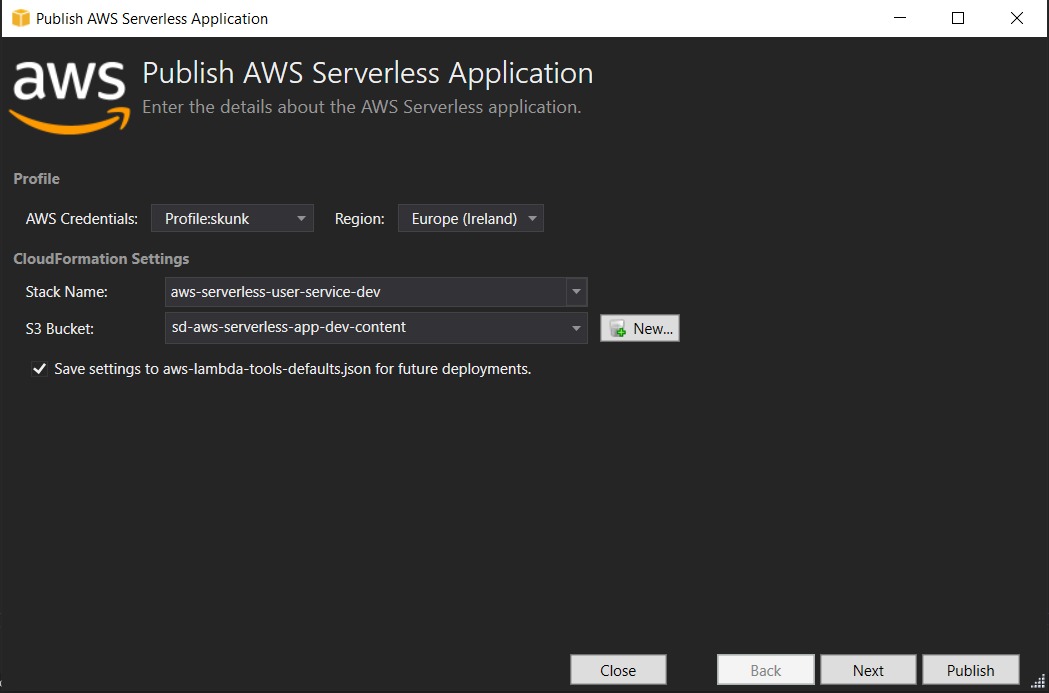 Publish AWS Serverless Application
aws
Publish AWS Serverless Application
Enter the details about the AWS Serverless application.
Profile
AWS Credentials: Profile:skunk Region: Europe (Ireland)
CloudFormation Settings
Stack Name: aws-serverless-user-service-dev
S3 Bucket: sd-aws-serverless-app-dev-content New...
Save settings to aws-lambda-tools-defaults.json for future deployments.
Close Back Next Publish